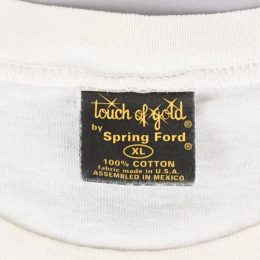 touch of gold®
by
Spring Ford®
XL
100% COTTON
fabric made in U.S.A.
ASSEMBLED IN MEXICO